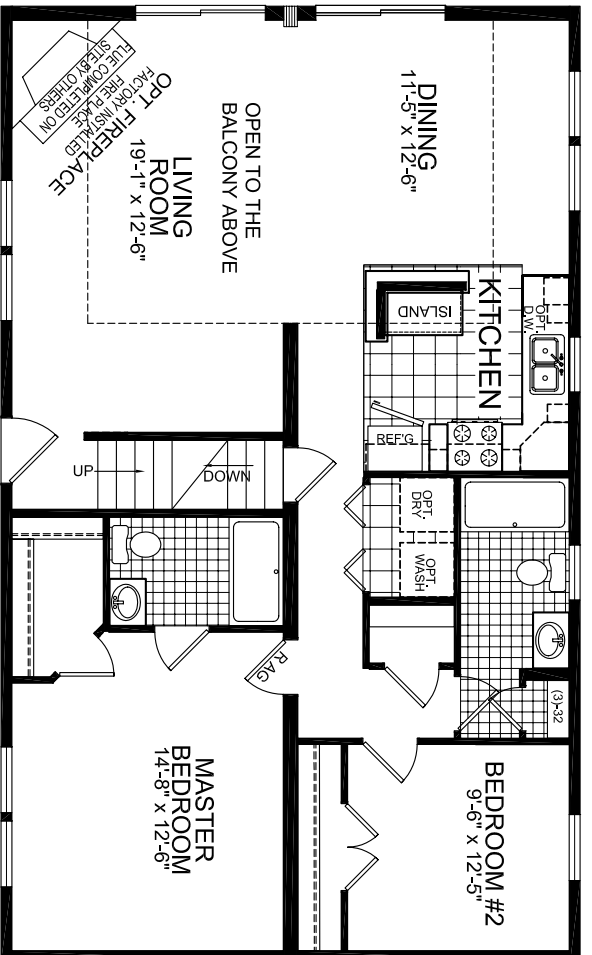 FLUE COMPLETED ON
SITE BY OTHERS
FACTORY INSTALLED
FIRE PLACE
OPT. FIREPLACE
LIVING
ROOM
19'-1" x 12'-6"
OPEN TO THE
BALCONY ABOVE
DINING
11'-5" x 12'-6"
KITCHEN
ISLAND
OPT.
D.W.
REF'G
UP
DOWN
OPT.
DRY
OPT.
WASH
RAG
(3)-32
MASTER
BEDROOM
14'-8" x 12'-6"
BEDROOM #2
9'-6" x 12'-5"